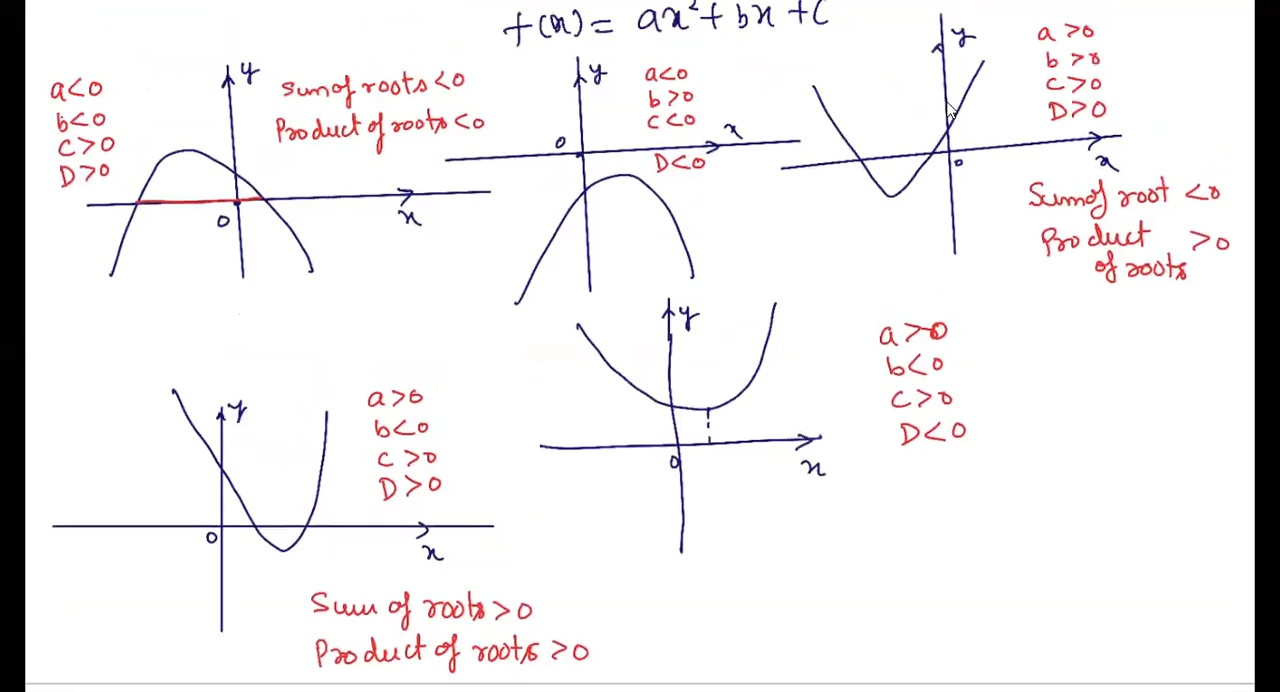 f(x) = ax² + bx + c
a<0
b<0
c>0
D>0
y
Sum of roots<0
Product of roots<0
0
x
y
a<0
b>0
c<0
0
x
D<0
y
a>0
b>0
c>0
D>0
0
x
Sum of root <0
Product >0
of roots
y
a>0
b<0
c>0
D>0
0
x
Sum of roots>0
Product of roots>0
y
0
x
a>0
b<0
c>0
D<0